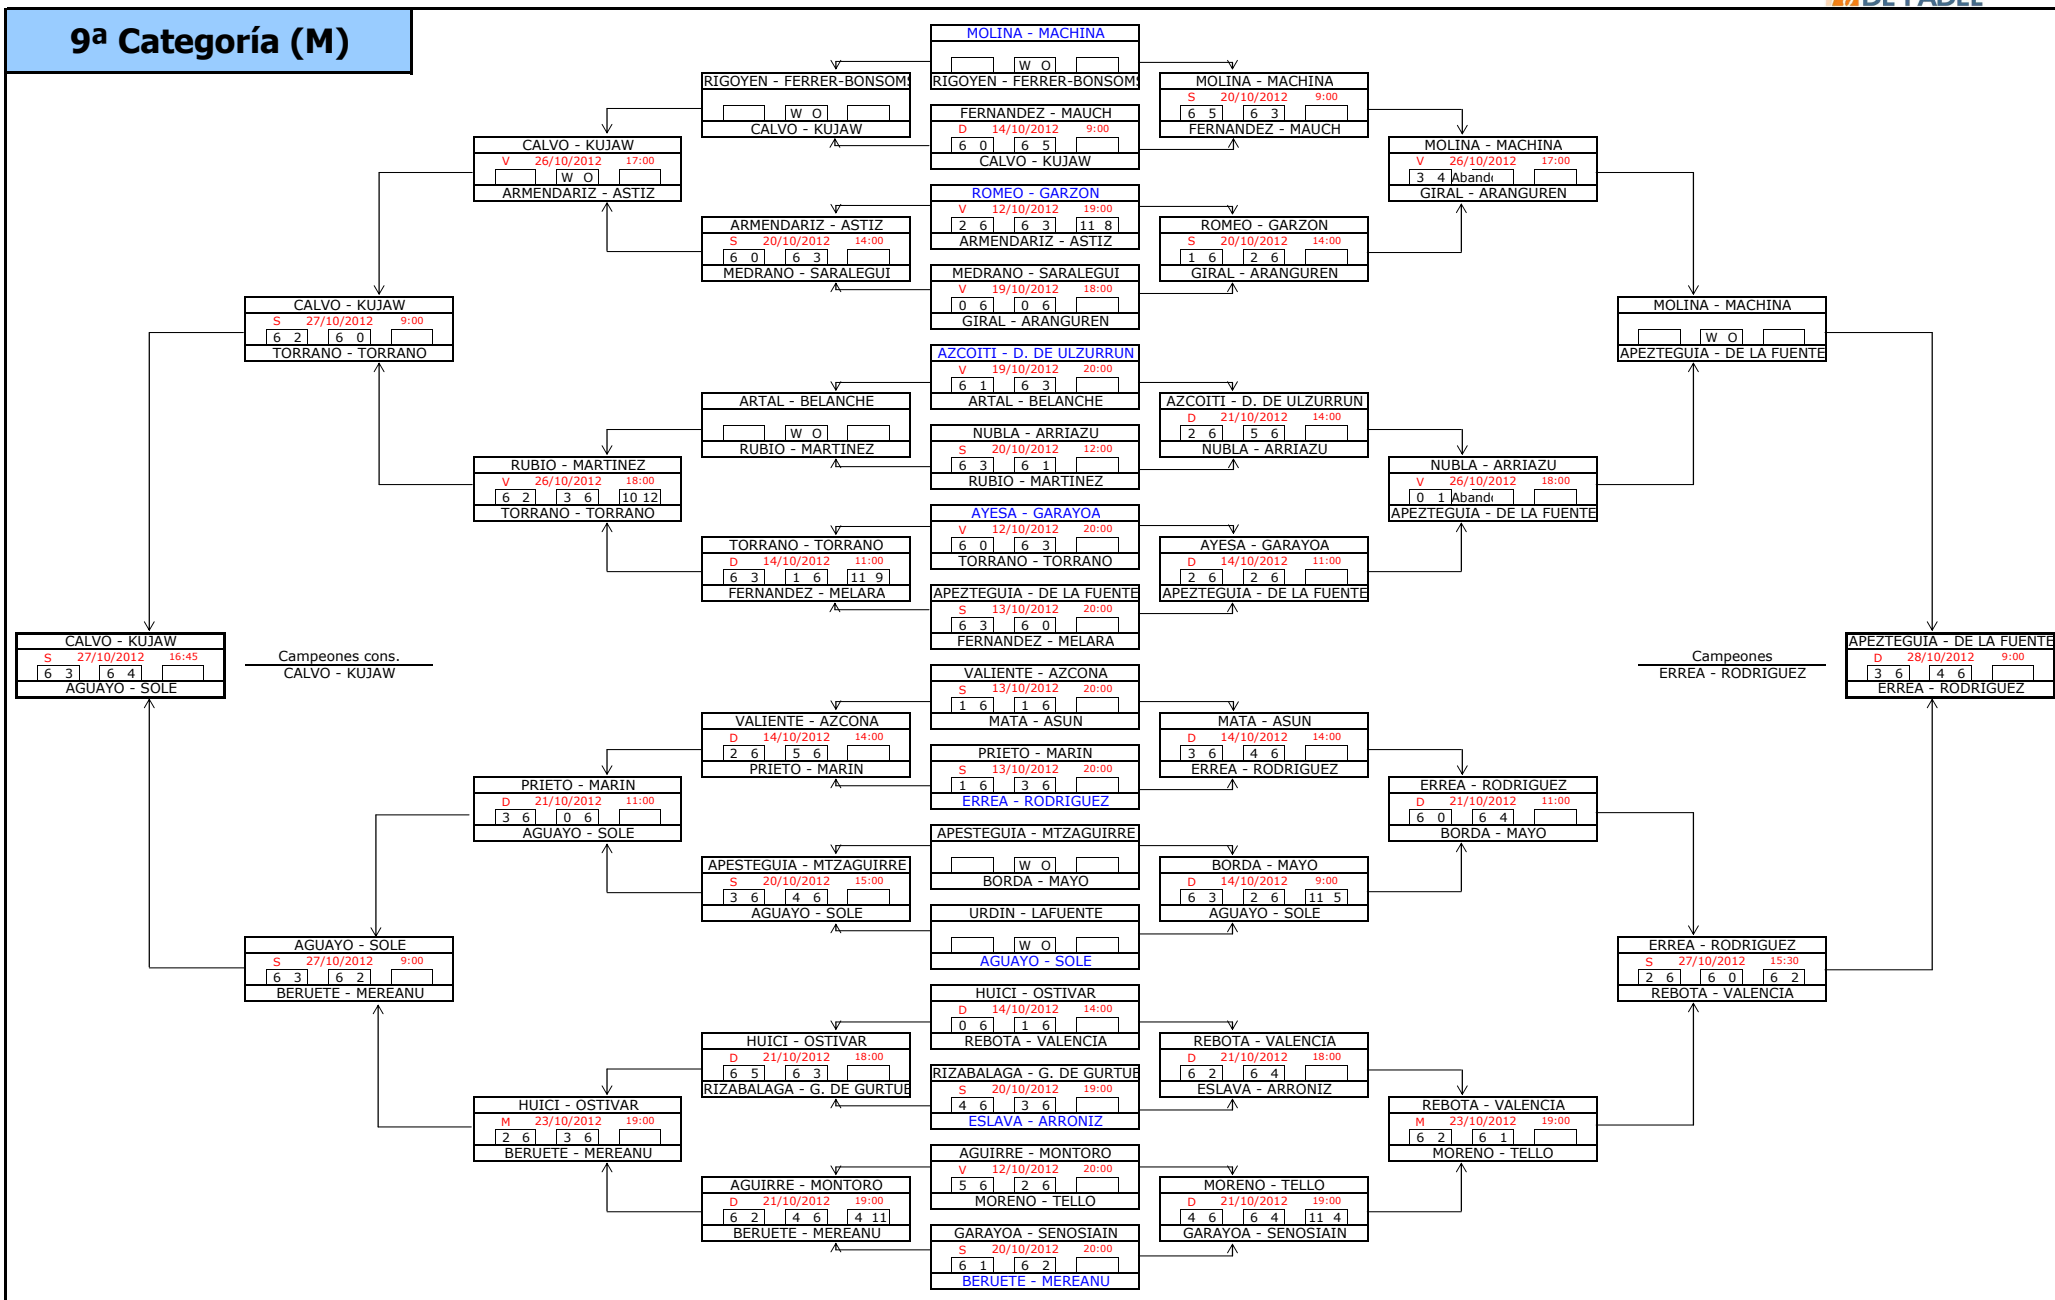 DE PADEL
9ª Categoría (M)
CALVO - KUJAW
S 27/10/2012 16:45
6 3 6 4
AGUAYO - SOLE
Campeones cons.
CALVO - KUJAW
CALVO - KUJAW
S 27/10/2012 9:00
6 2 6 0
TORRANO - TORRANO
AGUAYO - SOLE
S 27/10/2012 9:00
6 3 6 2
BERUETE - MEREANU
CALVO - KUJAW
V 26/10/2012 17:00
W O
ARMENDARIZ - ASTIZ
RUBIO - MARTINEZ
V 26/10/2012 18:00
6 2 3 6 10 12
TORRANO - TORRANO
PRIETO - MARIN
D 21/10/2012 11:00
3 6 0 6
AGUAYO - SOLE
HUICI - OSTIVAR
M 23/10/2012 19:00
2 6 3 6
BERUETE - MEREANU
RIGOYEN - FERRER-BONSOMS
W O
CALVO - KUJAW
ARMENDARIZ - ASTIZ
S 20/10/2012 14:00
6 0 6 3
MEDRANO - SARALEGUI
ARTAL - BELANCHE
W O
RUBIO - MARTINEZ
TORRANO - TORRANO
D 14/10/2012 11:00
6 3 1 6 11 9
FERNANDEZ - MELARA
VALIENTE - AZCONA
D 14/10/2012 14:00
2 6 5 6
PRIETO - MARIN
APESTEGUIA - MTZAGUIRRE
S 20/10/2012 15:00
3 6 4 6
AGUAYO - SOLE
HUICI - OSTIVAR
D 21/10/2012 18:00
6 5 6 3
RIZABALAGA - G. DE GURTUB
AGUIRRE - MONTORO
D 21/10/2012 19:00
6 2 4 6 4 11
BERUETE - MEREANU
MOLINA - MACHINA
W O
RIGOYEN - FERRER-BONSOMS
FERNANDEZ - MAUCH
D 14/10/2012 9:00
6 0 6 5
CALVO - KUJAW
ROMEO - GARZON
V 12/10/2012 19:00
2 6 6 3 11 8
ARMENDARIZ - ASTIZ
MEDRANO - SARALEGUI
V 19/10/2012 18:00
0 6 0 6
GIRAL - ARANGUREN
AZCOITI - D. DE ULZURRUN
V 19/10/2012 20:00
6 1 6 3
ARTAL - BELANCHE
NUBLA - ARRIAZU
S 20/10/2012 12:00
6 3 6 1
RUBIO - MARTINEZ
AYESA - GARAYOA
V 12/10/2012 20:00
6 0 6 3
TORRANO - TORRANO
APEZTEGUIA - DE LA FUENTE
S 13/10/2012 20:00
6 3 6 0
FERNANDEZ - MELARA
VALIENTE - AZCONA
S 13/10/2012 20:00
1 6 1 6
MATA - ASUN
PRIETO - MARIN
S 13/10/2012 20:00
1 6 3 6
ERREA - RODRIGUEZ
APESTEGUIA - MTZAGUIRRE
W O
BORDA - MAYO
URDIN - LAFUENTE
W O
AGUAYO - SOLE
HUICI - OSTIVAR
D 14/10/2012 14:00
0 6 1 6
REBOTA - VALENCIA
RIZABALAGA - G. DE GURTUB
S 20/10/2012 19:00
4 6 3 6
ESLAVA - ARRONIZ
AGUIRRE - MONTORO
V 12/10/2012 20:00
5 6 2 6
MORENO - TELLO
GARAYOA - SENOSIAIN
S 20/10/2012 20:00
6 1 6 2
BERUETE - MEREANU
MOLINA - MACHINA
S 20/10/2012 9:00
6 5 6 3
FERNANDEZ - MAUCH
ROMEO - GARZON
S 20/10/2012 14:00
1 6 2 6
GIRAL - ARANGUREN
AZCOITI - D. DE ULZURRUN
D 21/10/2012 14:00
2 6 5 6
NUBLA - ARRIAZU
AYESA - GARAYOA
D 14/10/2012 11:00
2 6 2 6
APEZTEGUIA - DE LA FUENTE
MATA - ASUN
D 14/10/2012 14:00
3 6 4 6
ERREA - RODRIGUEZ
BORDA - MAYO
D 14/10/2012 9:00
6 3 2 6 11 5
AGUAYO - SOLE
REBOTA - VALENCIA
D 21/10/2012 18:00
6 2 6 4
ESLAVA - ARRONIZ
MORENO - TELLO
D 21/10/2012 19:00
4 6 6 4 11 4
GARAYOA - SENOSIAIN
MOLINA - MACHINA
V 26/10/2012 17:00
3 4 Abando
GIRAL - ARANGUREN
NUBLA - ARRIAZU
V 26/10/2012 18:00
0 1 Abando
APEZTEGUIA - DE LA FUENTE
ERREA - RODRIGUEZ
D 21/10/2012 11:00
6 0 6 4
BORDA - MAYO
REBOTA - VALENCIA
M 23/10/2012 19:00
6 2 6 1
MORENO - TELLO
MOLINA - MACHINA
W O
APEZTEGUIA - DE LA FUENTE
ERREA - RODRIGUEZ
S 27/10/2012 15:30
2 6 6 0 6 2
REBOTA - VALENCIA
Campeones
ERREA - RODRIGUEZ
APEZTEGUIA - DE LA FUENTE
D 28/10/2012 9:00
3 6 4 6
ERREA - RODRIGUEZ